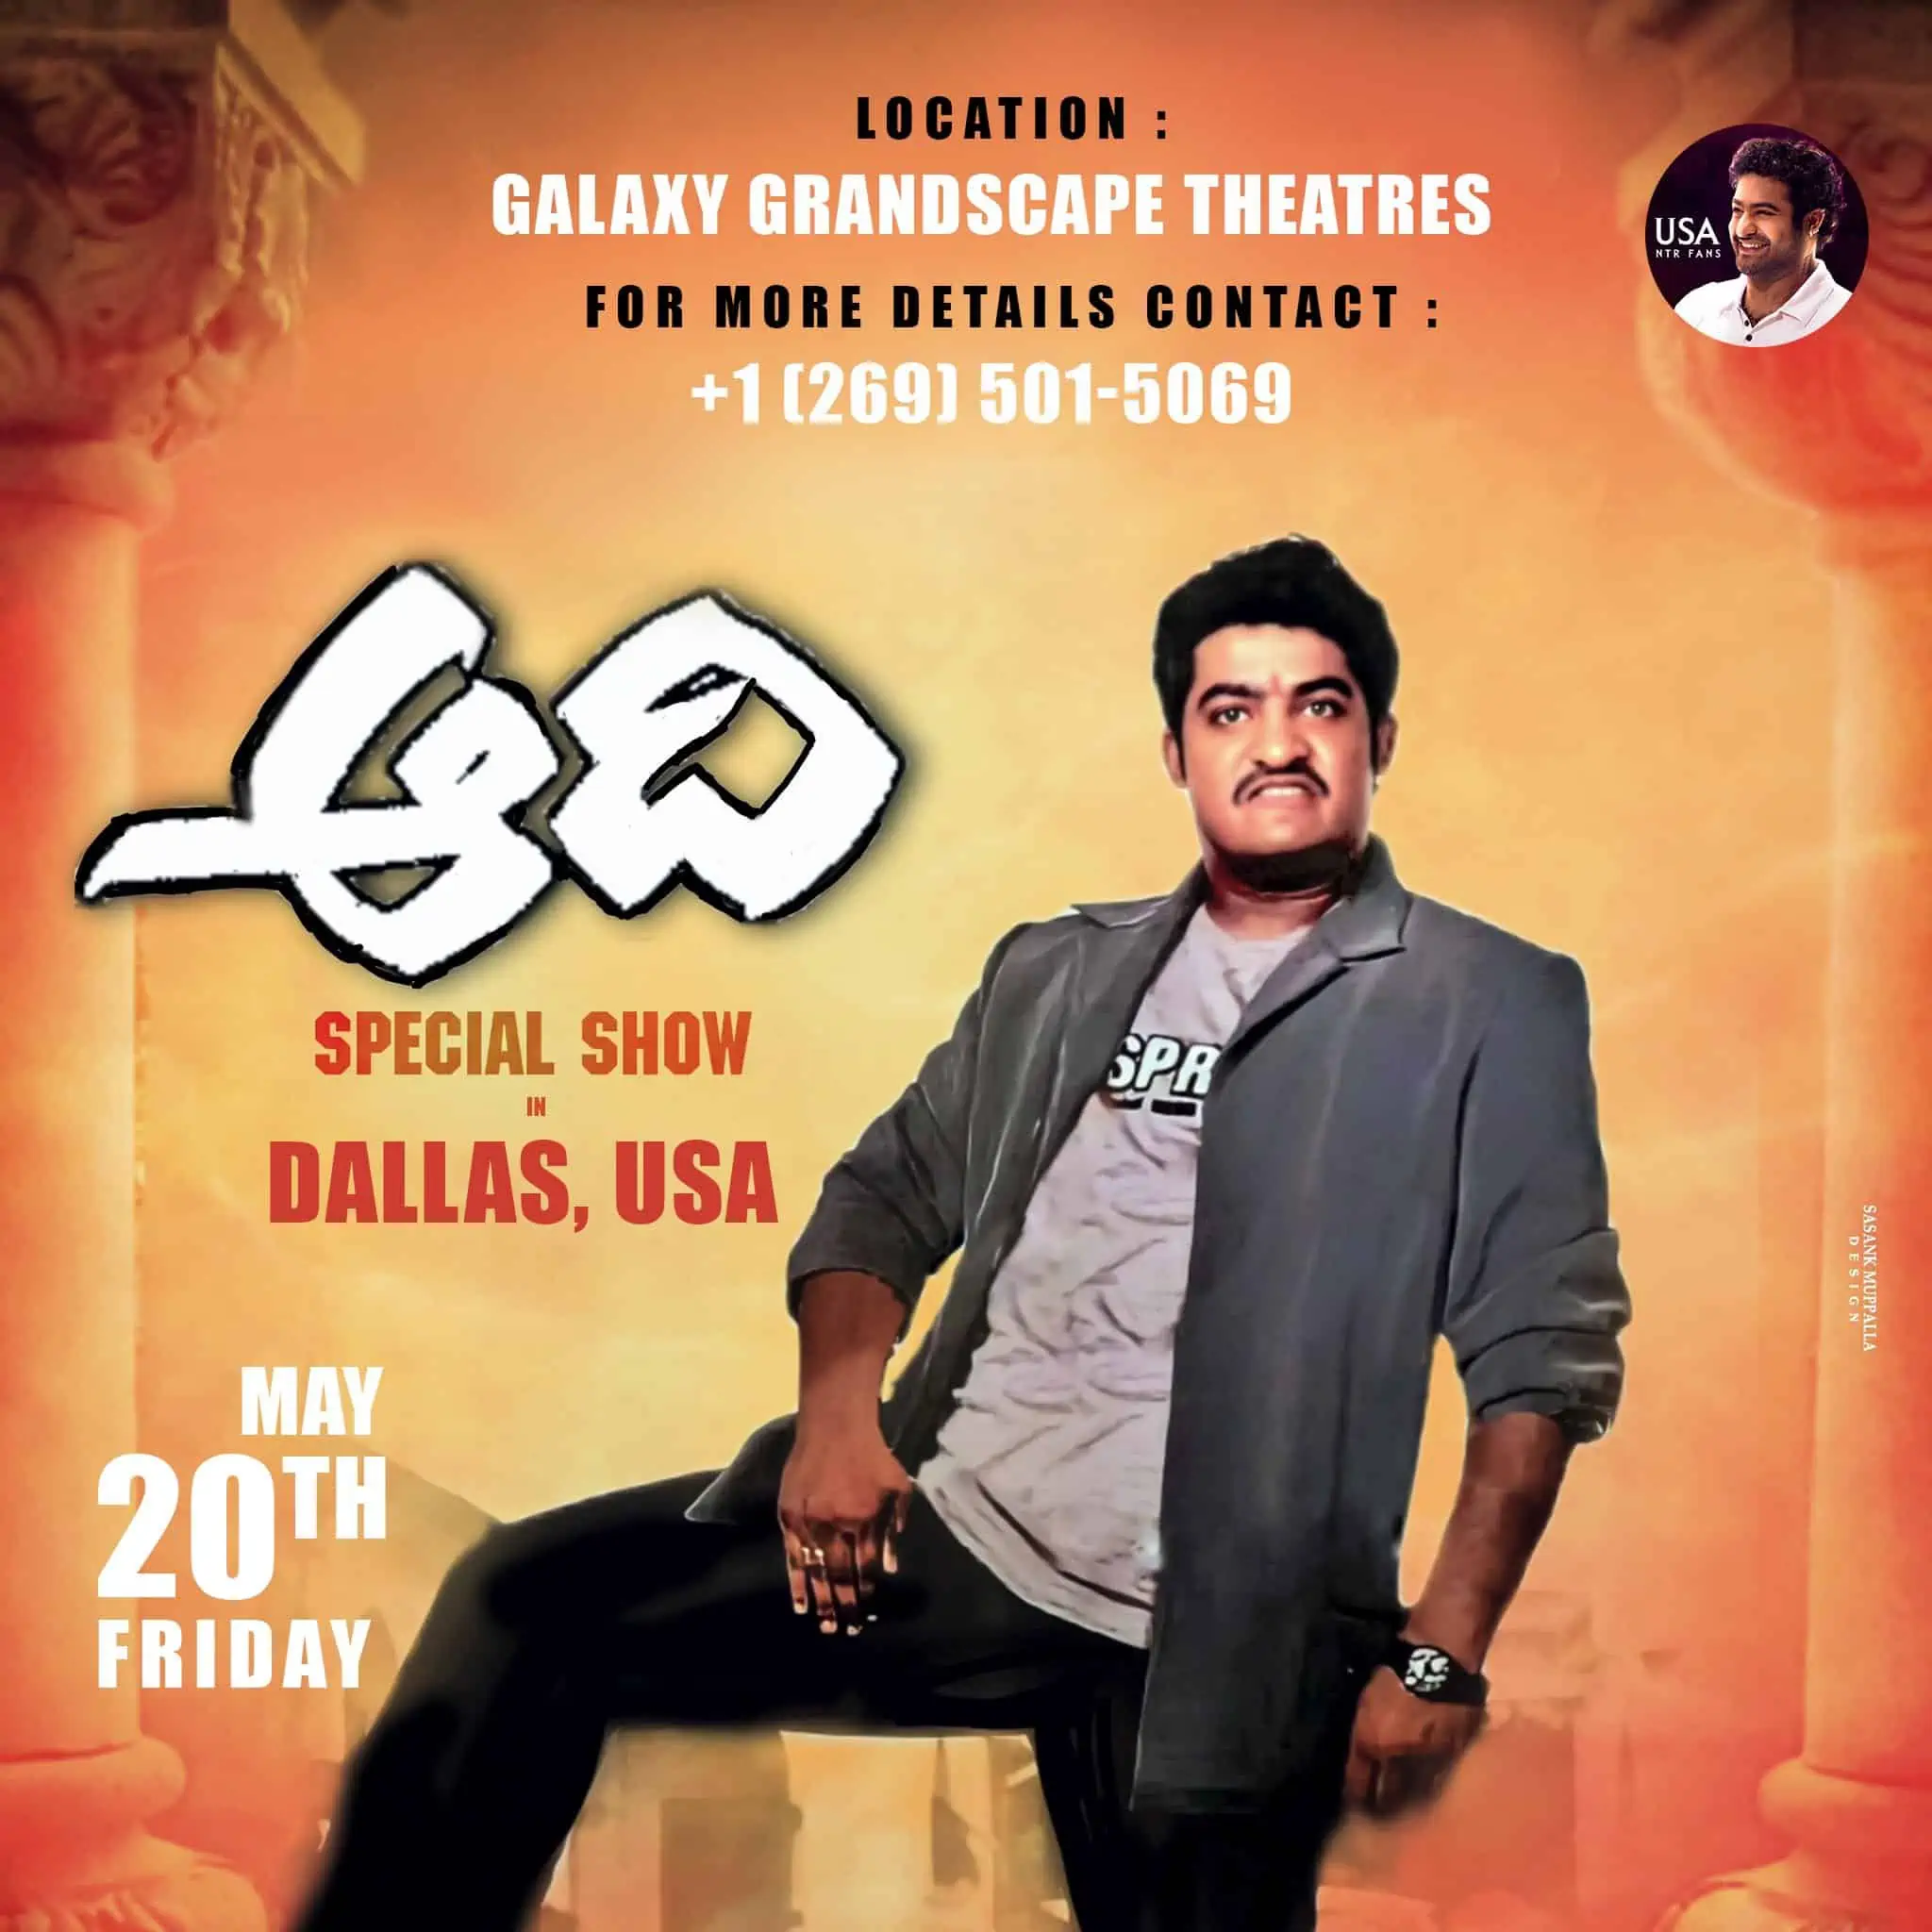 LOCATION :
GALAXY GRANDSCAPE THEATRES
FOR MORE DETAILS CONTACT :
+1 (269) 501-5069
USA
NTR FANS
ఆది
SPR
SPECIAL SHOW
IN
DALLAS, USA
MAY
20TH
FRIDAY
SASANK MUPPALLA
DESIGN